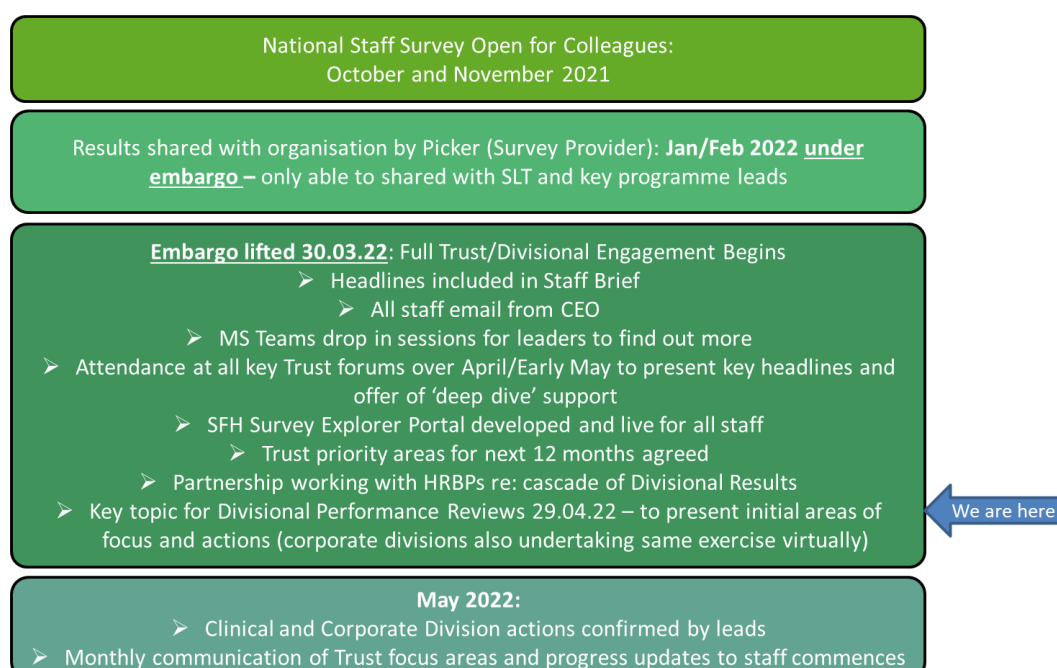 National Staff Survey Open for Colleagues:
October and November 2021
Results shared with organisation by Picker (Survey Provider): Jan/Feb 2022 under
embargo – only able to shared with SLT and key programme leads
Embargo lifted 30.03.22: Full Trust/Divisional Engagement Begins
➢ Headlines included in Staff Brief
➢ All staff email from CEO
➢ MS Teams drop in sessions for leaders to find out more
➢ Attendance at all key Trust forums over April/Early May to present key headlines and
offer of ‘deep dive’ support
➢ SFH Survey Explorer Portal developed and live for all staff
➢ Trust priority areas for next 12 months agreed
➢ Partnership working with HRBPs re: cascade of Divisional Results
➢ Key topic for Divisional Performance Reviews 29.04.22 – to present initial areas of
focus and actions (corporate divisions also undertaking same exercise virtually)
We are here
May 2022:
➢ Clinical and Corporate Division actions confirmed by leads
➢ Monthly communication of Trust focus areas and progress updates to staff commences